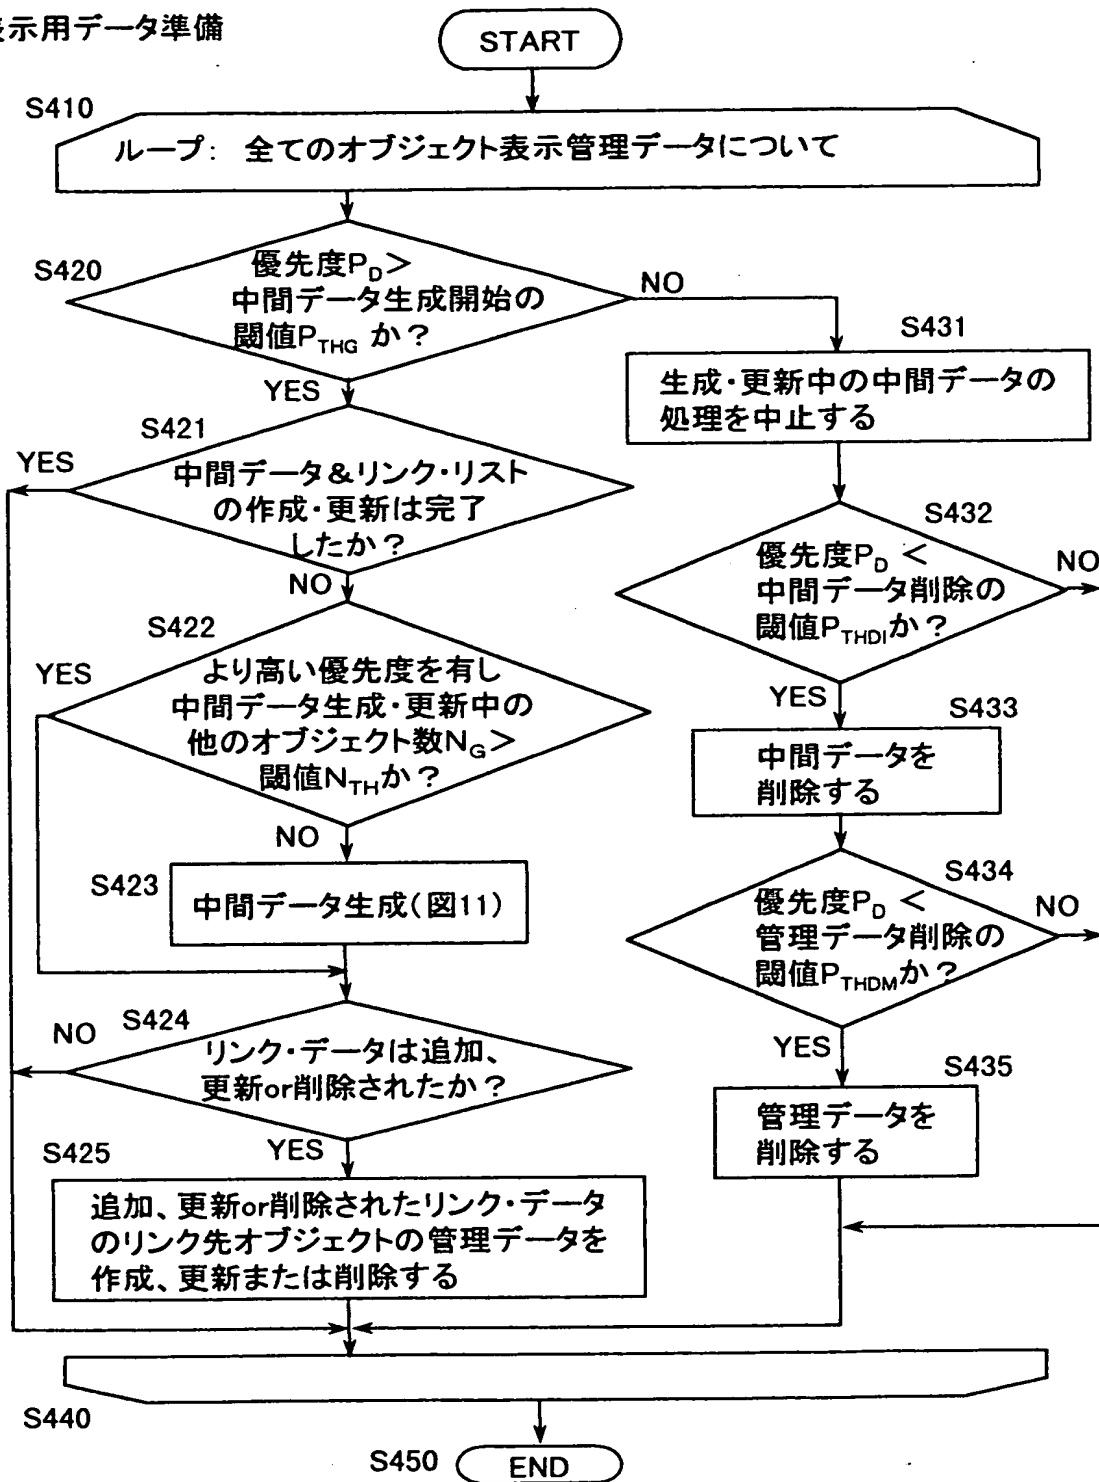 表示用データ準備
START
S410
ループ: 全てのオブジェクト表示管理データについて
S420
優先度PD>
中間データ生成開始の
閾値PTHG か?
NO
YES
S431
生成・更新中の中間データの
処理を中止する
S421
YES
中間データ&リンク・リスト
の作成・更新は完了
したか?
NO
S432
優先度PD <
中間データ削除の
閾値PTHDIか?
NO
YES
S422
YES
より高い優先度を有し
中間データ生成・更新中の
他のオブジェクト数NG>
閾値NTHか?
NO
S433
中間データを
削除する
S423
中間データ生成(図11)
S434
優先度PD <
管理データ削除の
閾値PTHDMか?
NO
YES
S424
NO
リンク・データは追加、
更新or削除されたか?
YES
S435
管理データを
削除する
S425
追加、更新or削除されたリンク・データ
のリンク先オブジェクトの管理データを
作成、更新または削除する
S440
S450
END